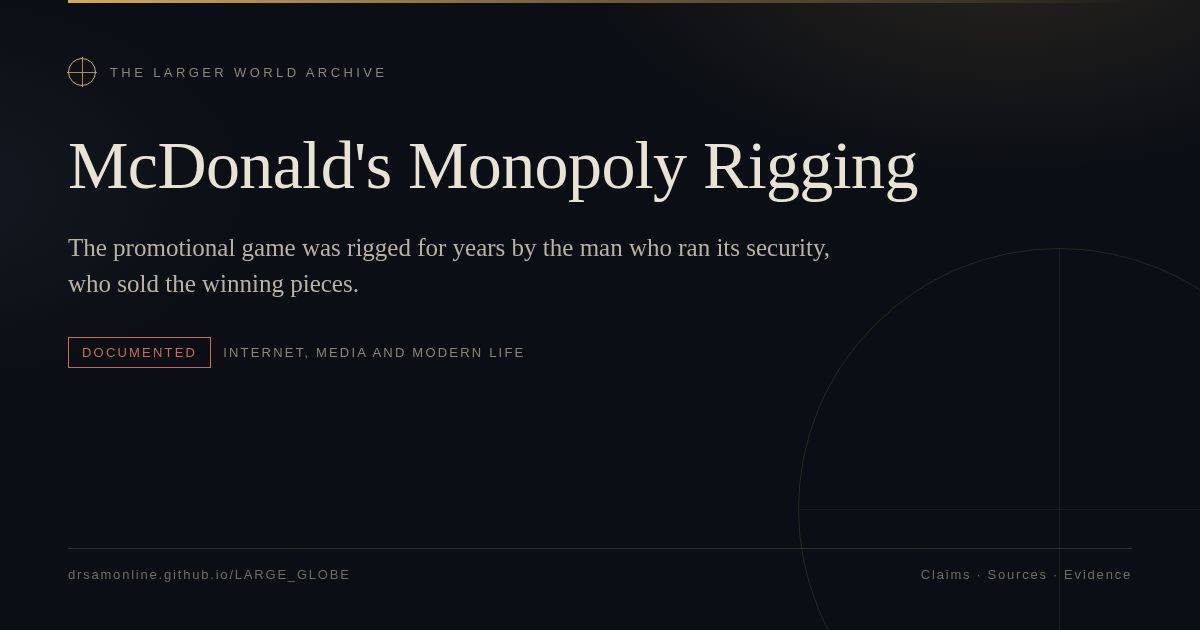 THE LARGER WORLD ARCHIVE
McDonald's Monopoly Rigging
The promotional game was rigged for years by the man who ran its security,
who sold the winning pieces.
DOCUMENTED
INTERNET, MEDIA AND MODERN LIFE
drsamonline.github.io/LARGE_GLOBE
Claims · Sources · Evidence